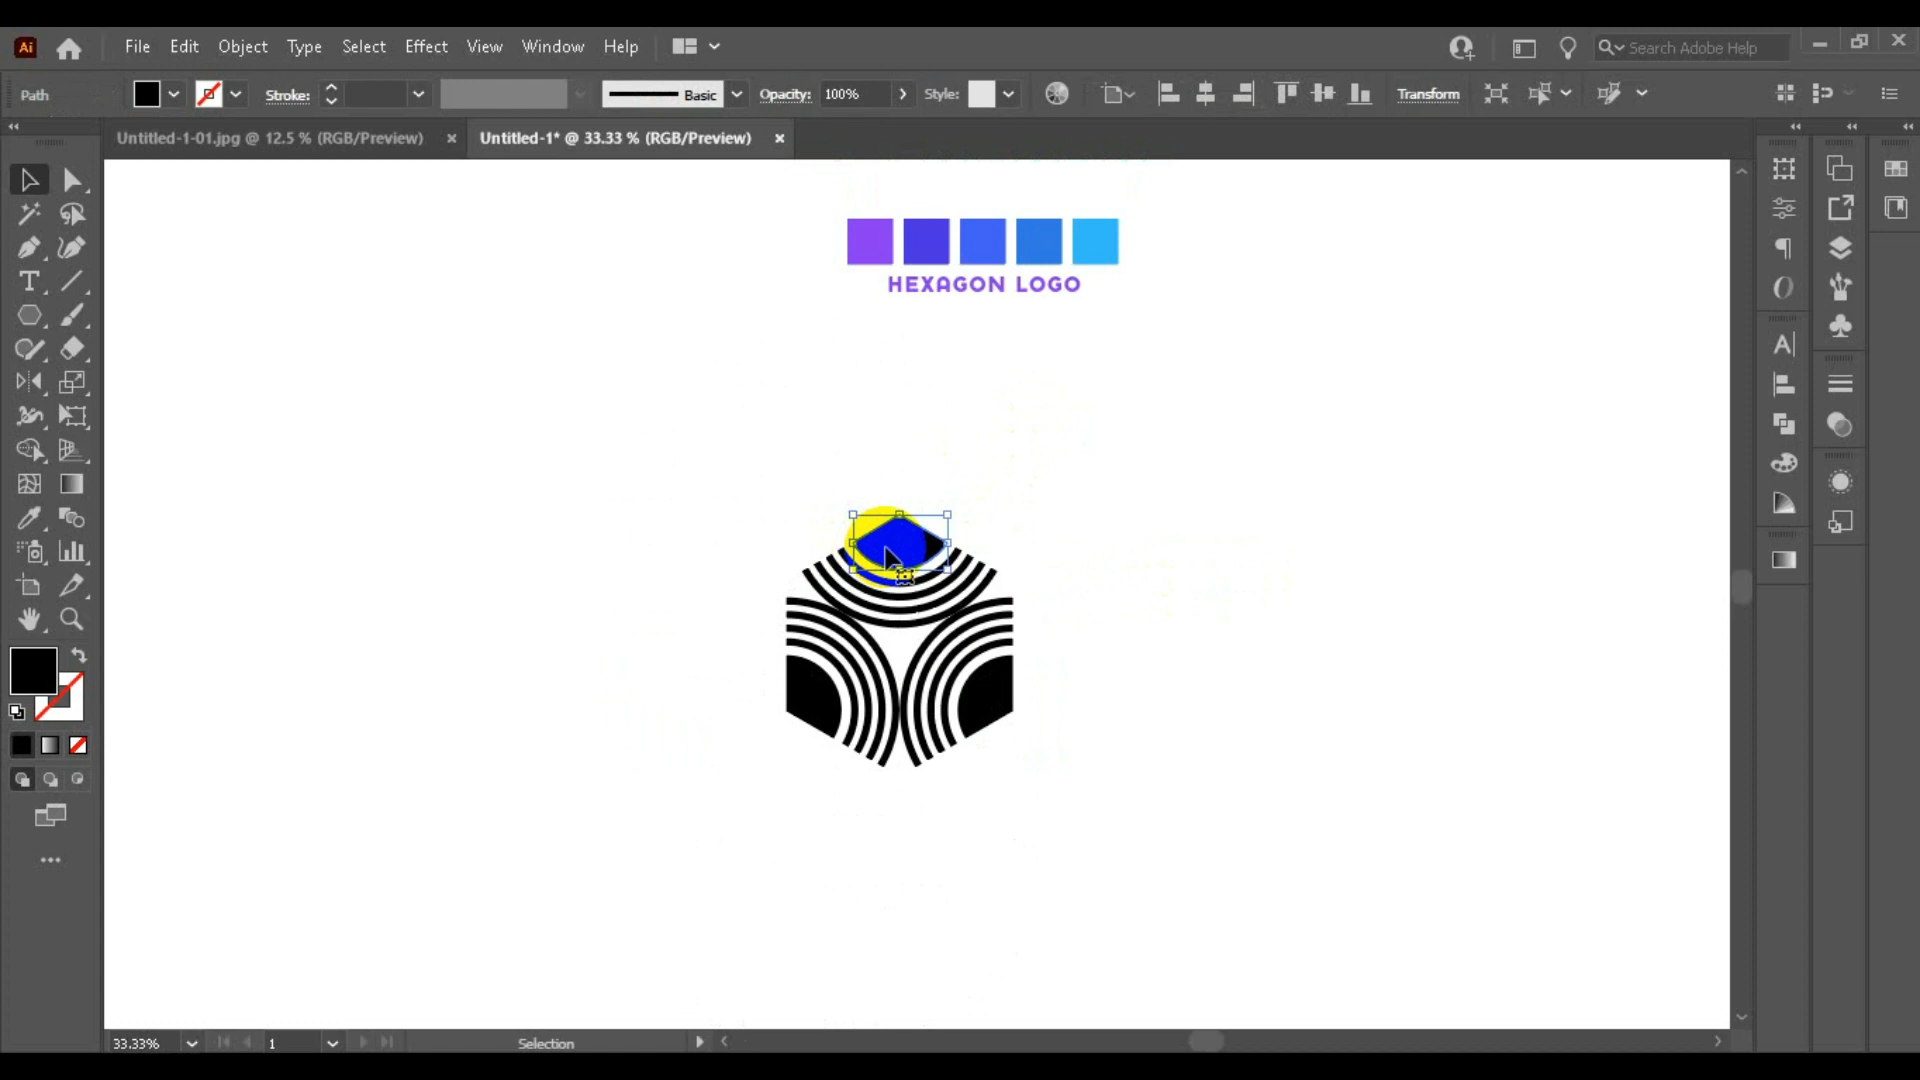 Ai File Edit Object Type Select Effect View Window Help Search Adobe Help
Path Stroke: Basic Opacity: 100% Style: Transform
Untitled-1-01.jpg @ 12.5 % (RGB/Preview) Untitled-1* @ 33.33 % (RGB/Preview)
HEXAGON LOGO
33.33% 1 Selection